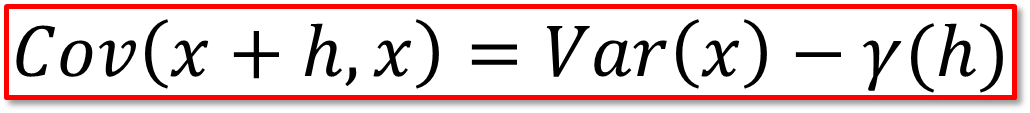 Cov(x + h, x) = Var(x) − γ(h)